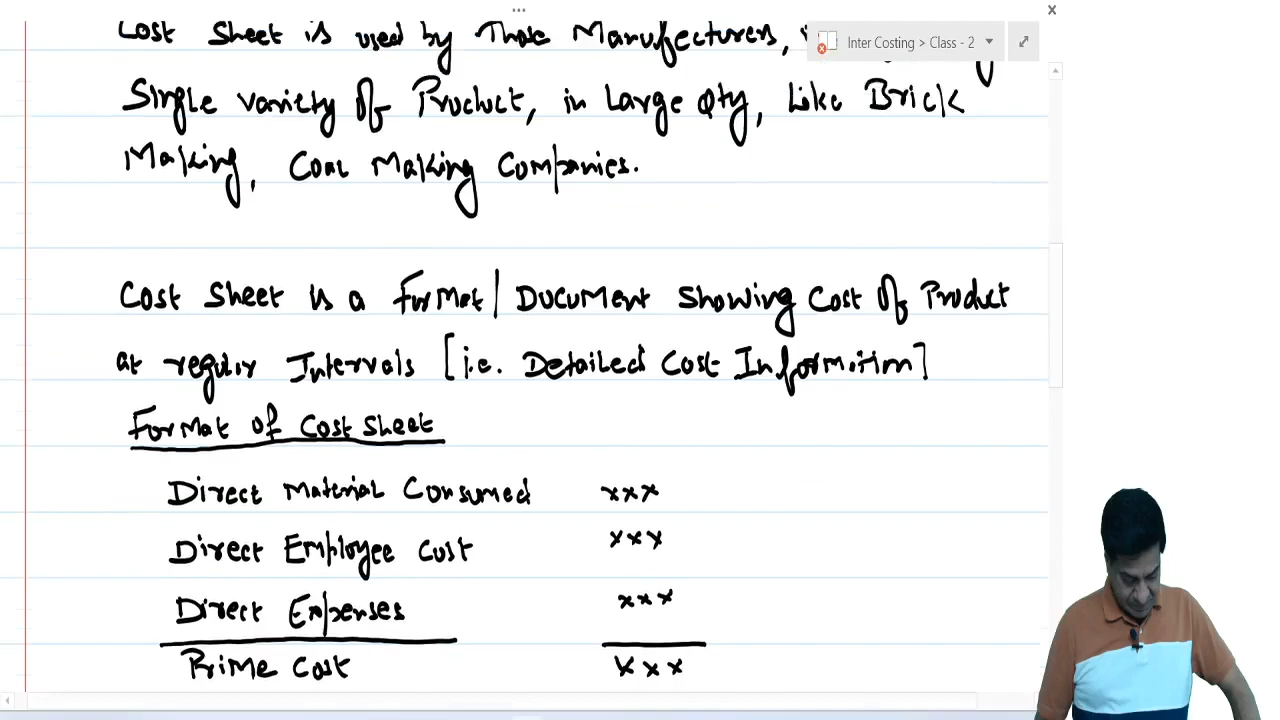 Cost Sheet is used by Those Manufacturers,
Inter Costing > Class - 2
Single variety of Product, in Large Qty, Like Brick
Making, Coal Making Companies.
Cost Sheet is a Format/Document showing Cost of Product
at regular Intervals [i.e. Detailed Cost Information]
Format of Cost Sheet
Direct Material Consumed xxx
Direct Employee Cost xxx
Direct Expenses xxx
Prime Cost xxx